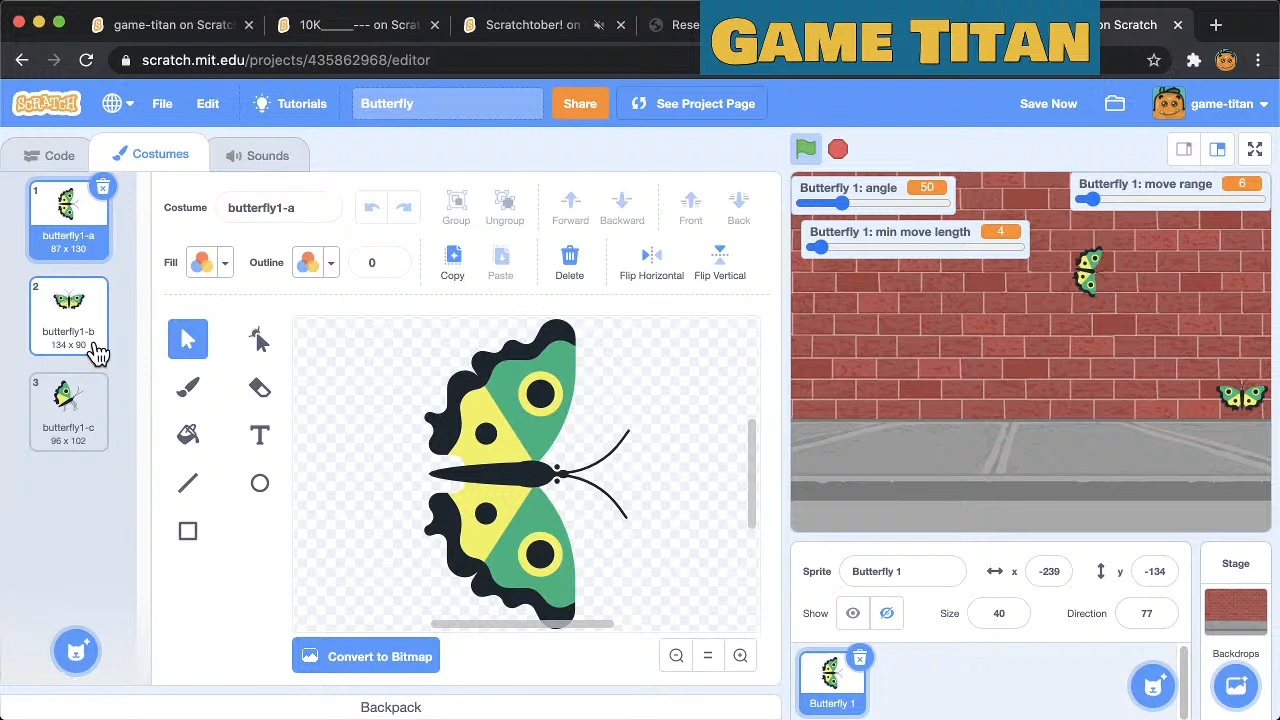 game-titan on Scratch
10K_____ --- on Scra
Scratchtober! on
Rese
on Scratch
GAME TITAN
scratch.mit.edu/projects/435862968/editor
SCRATCH
File
Edit
Tutorials
Butterfly
Share
See Project Page
Save Now
game-titan
Code
Costumes
Sounds
1
butterfly1-a
87 x 130
2
butterfly1-b
134 x 90
3
butterfly1-c
96 x 102
Costume
butterfly1-a
Group
Ungroup
Forward
Backward
Front
Back
Fill
Outline
0
Copy
Paste
Delete
Flip Horizontal
Flip Vertical
Convert to Bitmap
Backpack
Butterfly 1: angle 50
Butterfly 1: move range 6
Butterfly 1: min move length 4
Sprite
Butterfly 1
x
-239
y
-134
Show
Size
40
Direction
77
Butterfly 1
Stage
Backdrops